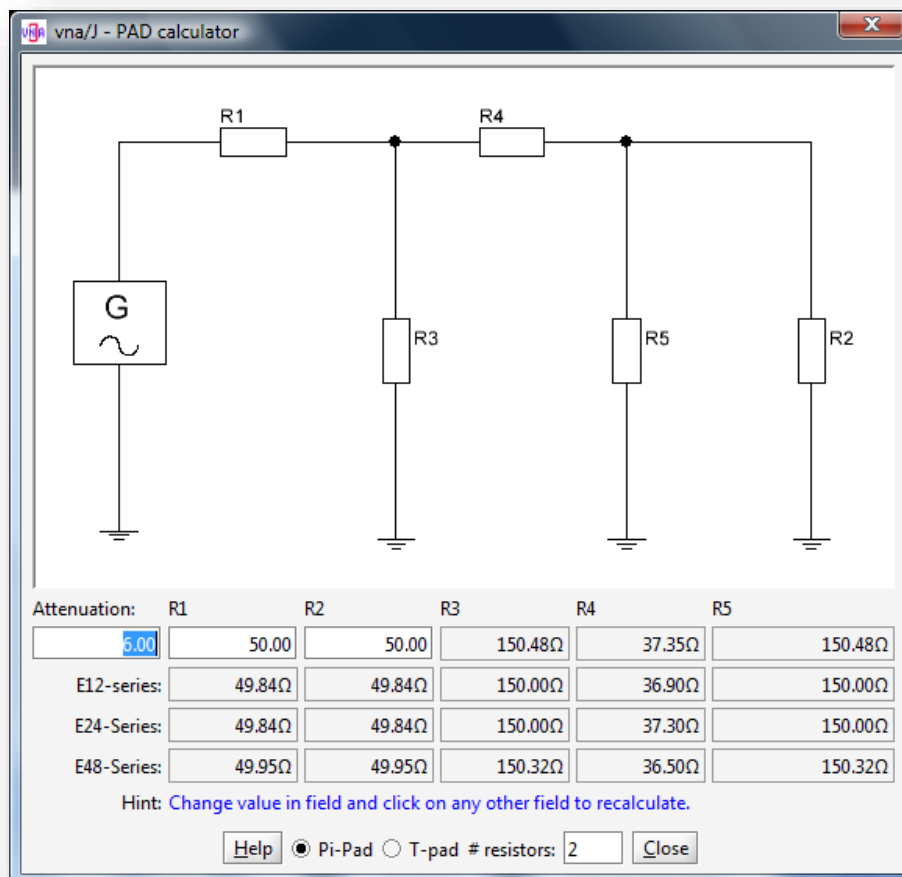 vna/J - PAD calculator
R1 R4
G
R3 R5 R2
Attenuation: R1 R2 R3 R4 R5
6.00 50.00 50.00 150.48Ω 37.35Ω 150.48Ω
E12-series: 49.84Ω 49.84Ω 150.00Ω 36.90Ω 150.00Ω
E24-Series: 49.84Ω 49.84Ω 150.00Ω 37.30Ω 150.00Ω
E48-Series: 49.95Ω 49.95Ω 150.32Ω 36.50Ω 150.32Ω
Hint: Change value in field and click on any other field to recalculate.
Help Pi-Pad T-pad # resistors: 2 Close